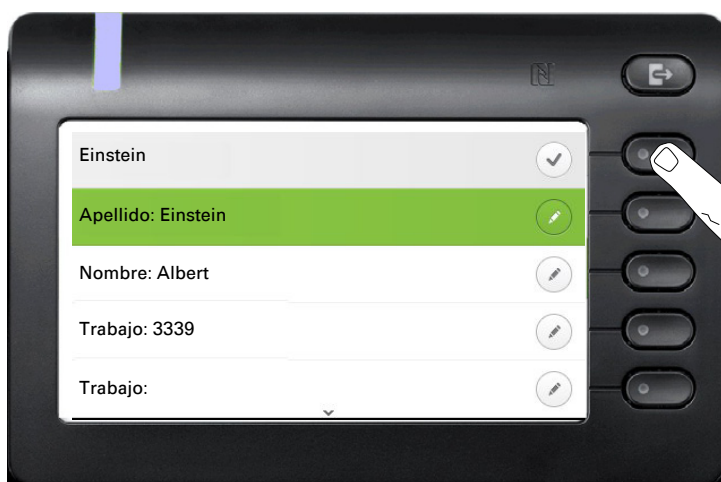 Einstein
Apellido: Einstein
Nombre: Albert
Trabajo: 3339
Trabajo: